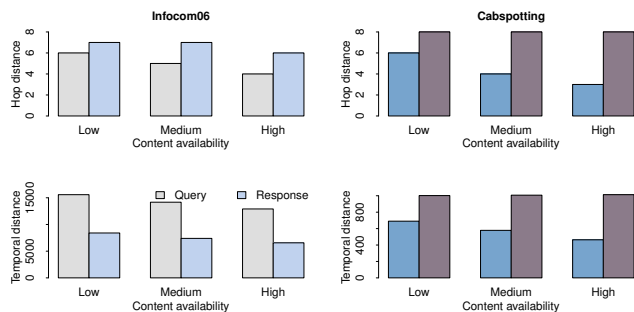 Infocom06
Hop distance
0 2 4 6 8
Low Medium High
Content availability
Cabspotting
Hop distance
0 2 4 6 8
Low Medium High
Content availability
Temporal distance
0 5000 15000
Query Response
Low Medium High
Content availability
Temporal distance
0 400 800
Low Medium High
Content availability